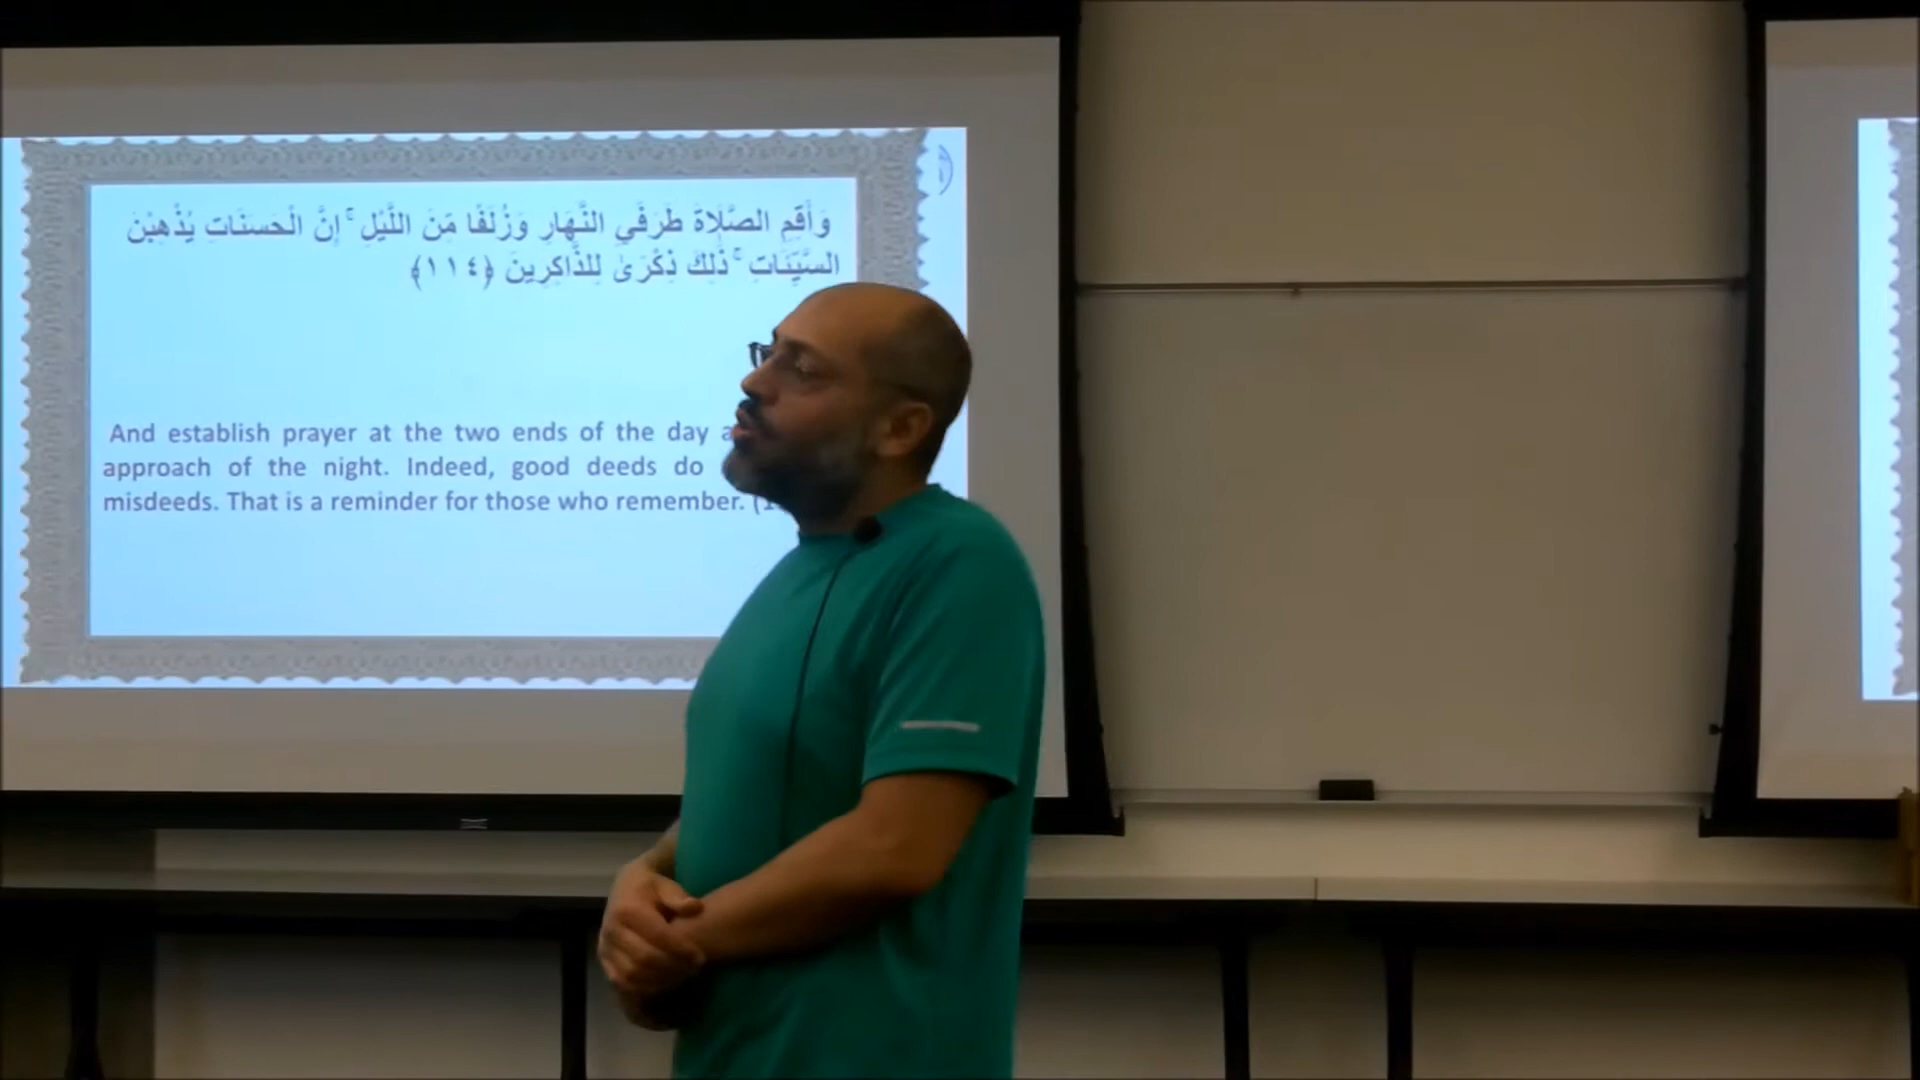 وَأَقِمِ الصَّلَاةَ طَرَفَيِ النَّهَارِ وَزُلَفًا مِّنَ اللَّيْلِ ۚ إِنَّ الْحَسَنَاتِ يُذْهِبْنَ
السَّيِّئَاتِ ۚ ذَٰلِكَ ذِكْرَىٰ لِلذَّاكِرِينَ ﴿١١٤﴾
And establish prayer at the two ends of the day
approach of the night. Indeed, good deeds do
misdeeds. That is a reminder for those who remember.